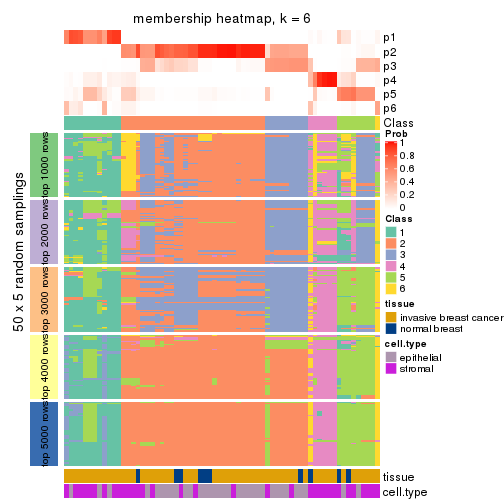 membership heatmap, k = 6
p1
p2
p3
p4
p5
p6
Class
50 x 5 random samplings
top 1000 rows
top 2000 rows
top 3000 rows
top 4000 rows
top 5000 rows
Prob
1
0.8
0.6
0.4
0.2
0
Class
1
2
3
4
5
6
tissue
invasive breast cancer
normal breast
cell.type
epithelial
stromal
tissue
cell.type